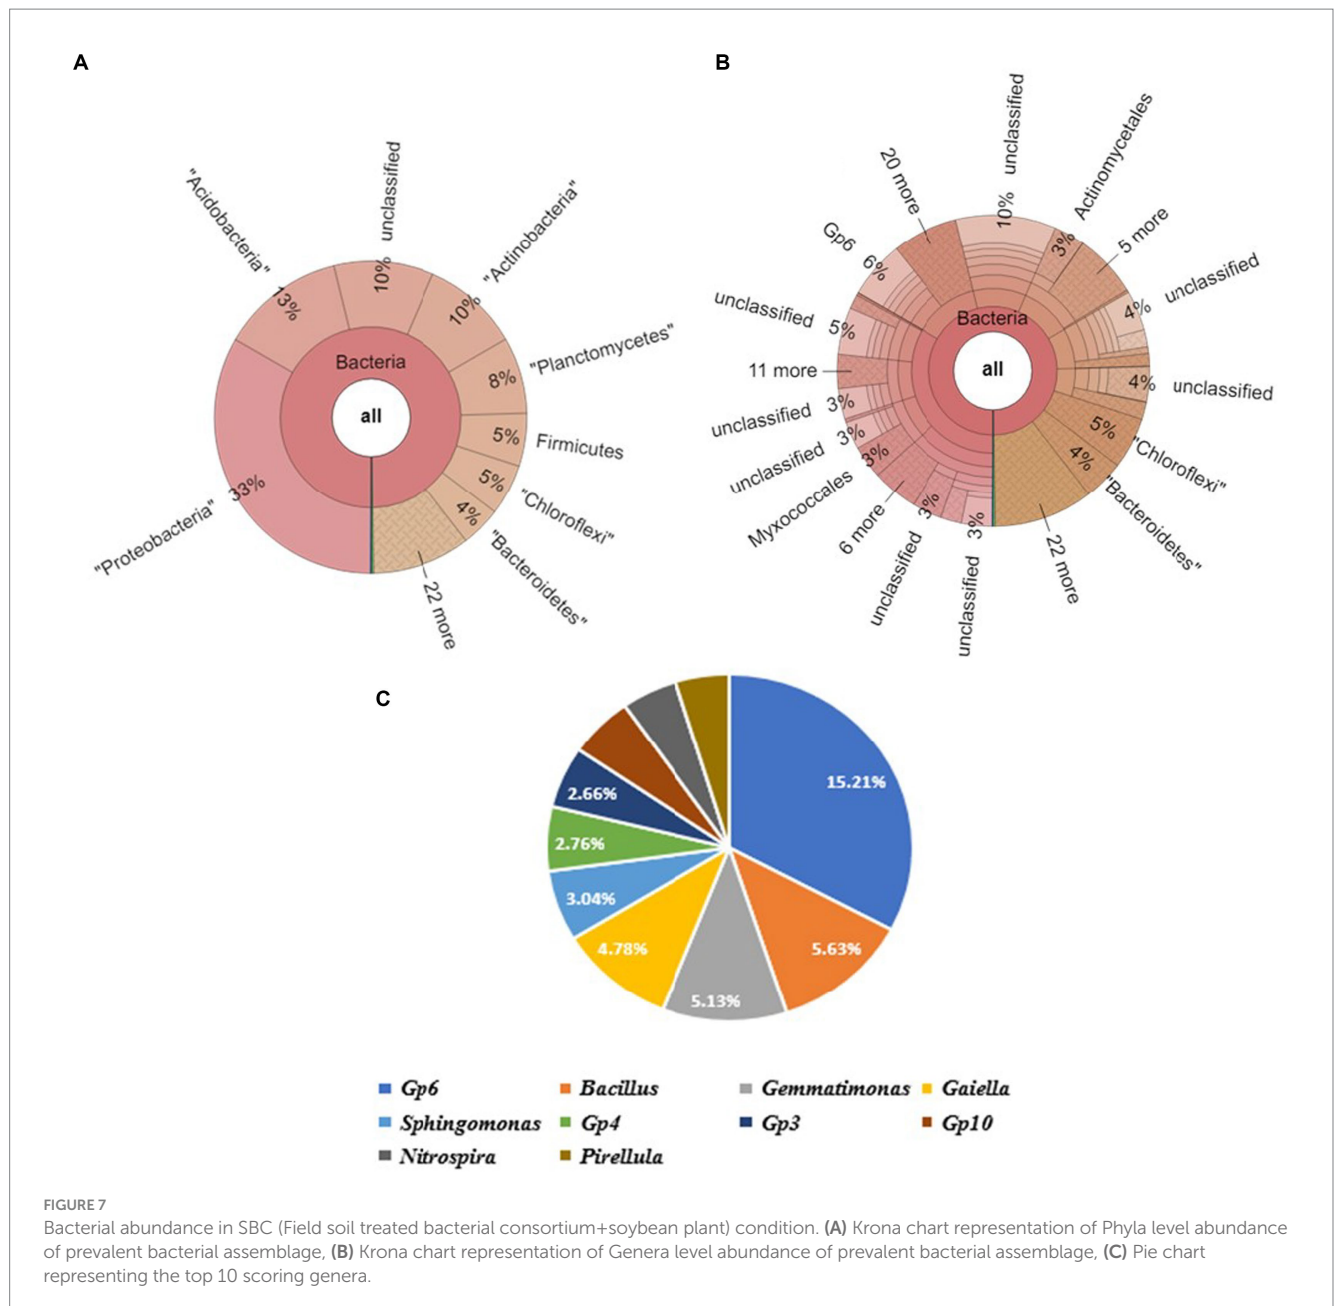 A
"Acidobacteria"
13%
unclassified
10%
"Actinobacteria"
10%
"Planctomycetes"
8%
Firmicutes
5%
"Chloroflexi"
5%
"Bacteroidetes"
4%
22 more
"Proteobacteria"
33%
Bacteria
all
B
20 more
unclassified
10%
Actinomycetales
3%
5 more
unclassified
4%
unclassified
4%
"Chloroflexi"
5%
"Bacteroidetes"
4%
22 more
unclassified
3%
unclassified
3%
6 more
Myxococcales
3%
unclassified
3%
unclassified
3%
11 more
unclassified
5%
Gp6
6%
Bacteria
all
C
15.21%
5.63%
5.13%
4.78%
3.04%
2.76%
2.66%
Gp6 Bacillus Gemmatimonas Gaiella
Sphingomonas Gp4 Gp3 Gp10
Nitrospira Pirellula
FIGURE 7
Bacterial abundance in SBC (Field soil treated bacterial consortium+soybean plant) condition. (A) Krona chart representation of Phyla level abundance
of prevalent bacterial assemblage, (B) Krona chart representation of Genera level abundance of prevalent bacterial assemblage, (C) Pie chart
representing the top 10 scoring genera.